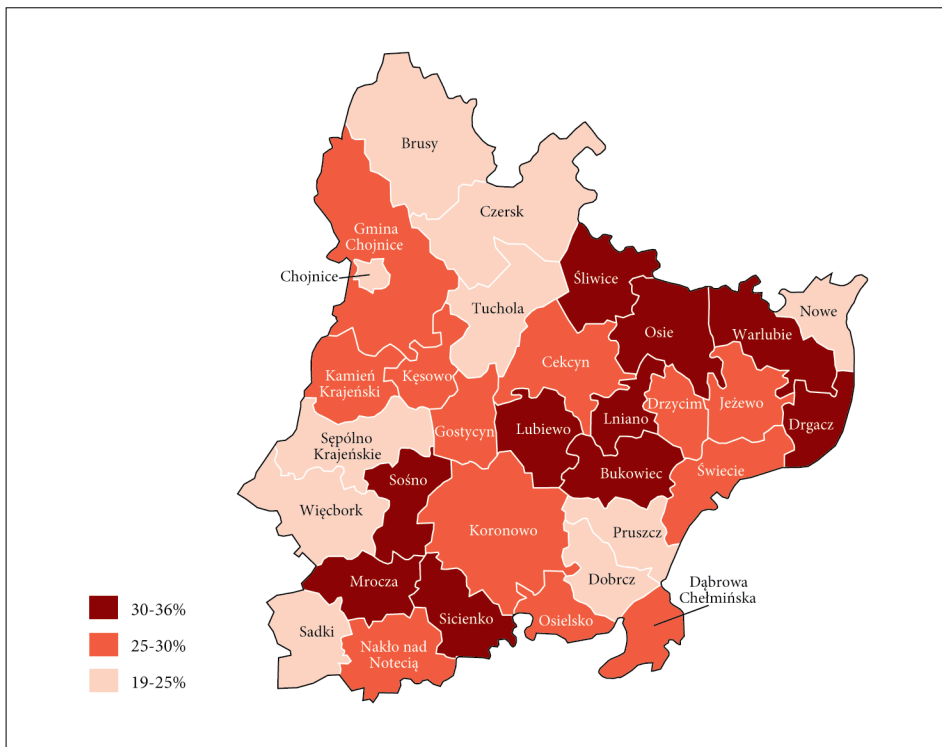 Brusy
Czersk
Gmina
Chojnice
Chojnice
Śliwice
Tuchola
Nowe
Osie
Warlubie
Cekcyn
Kamień
Krajeński
Kęsowo
Drzycim
Jeżewo
Lniano
Drgacz
Gostycyn
Lubiewo
Sępólno
Krajeńskie
Sośno
Bukowiec
Świecie
Więcbork
Koronowo
Pruszcz
Mrocza
Dobrcz
Dąbrowa
Chełmińska
Sicienko
Osielsko
Sadki
Nakło nad
Notecią
30-36%
25-30%
19-25%